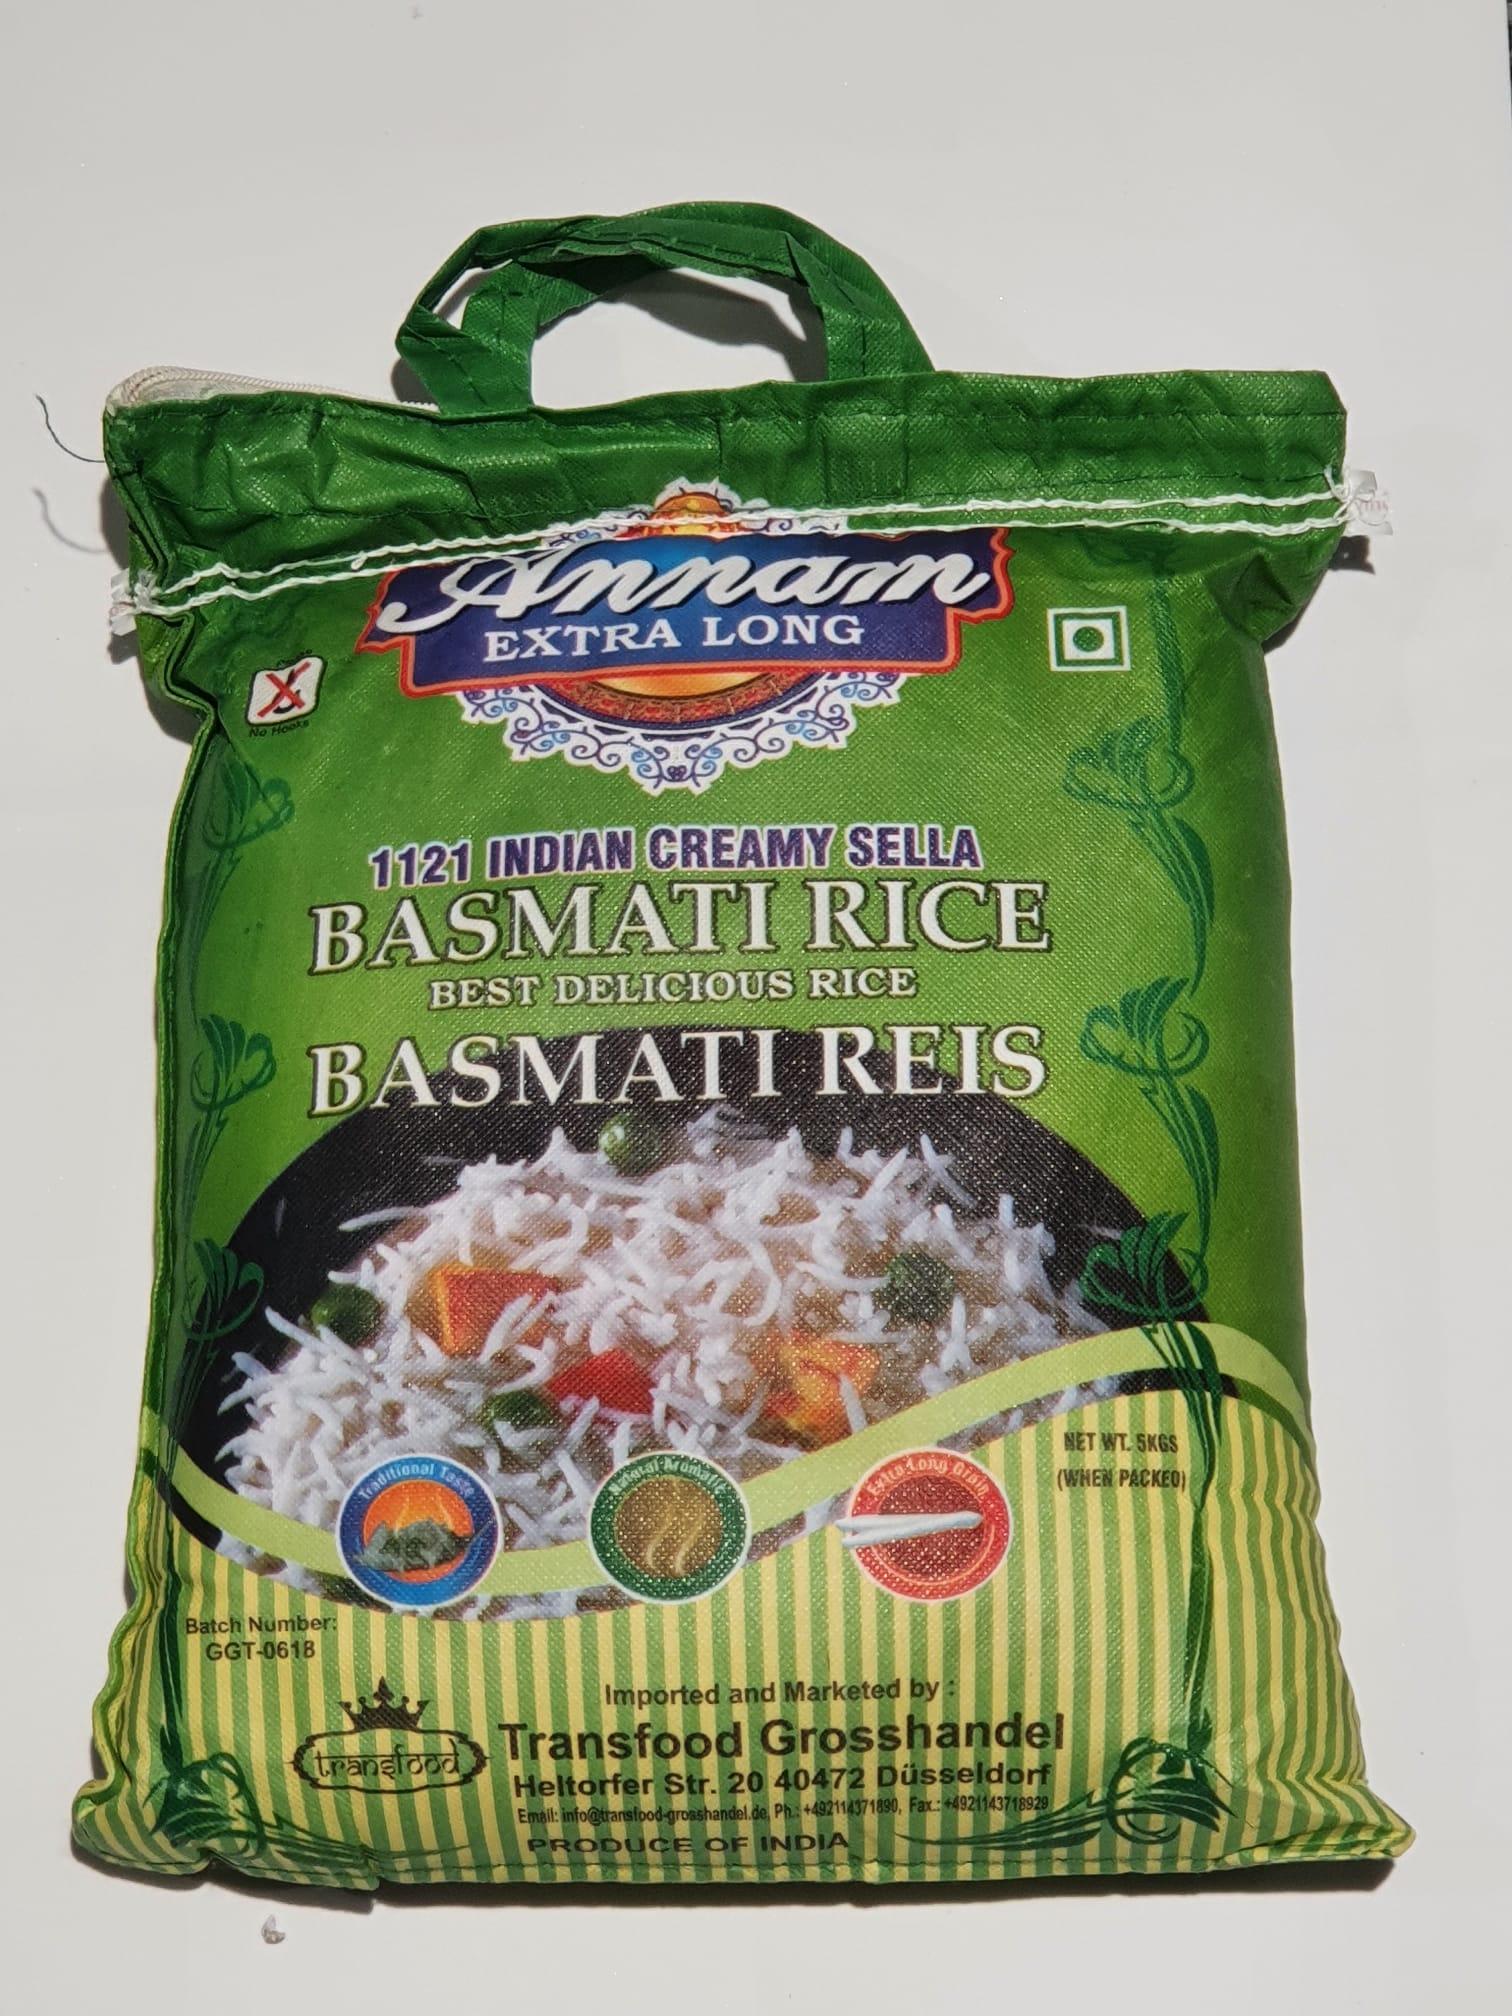 Annam
EXTRA LONG
No Hooks
1121 INDIAN CREAMY SELLA
BASMATI RICE
BEST DELICIOUS RICE
BASMATI REIS
NET WT. 5KGS
(WHEN PACKED)
Traditional Taste
Natural Aromatic
Extra Long Grain
Batch Number:
GGT-0618
Imported and Marketed by :
transfood
Transfood Grosshandel
Heltorfer Str. 20 40472 Düsseldorf
Email: info@transfood-grosshandel.de, Ph.: +492114371890, Fax.: +4921143718929
PRODUCE OF INDIA